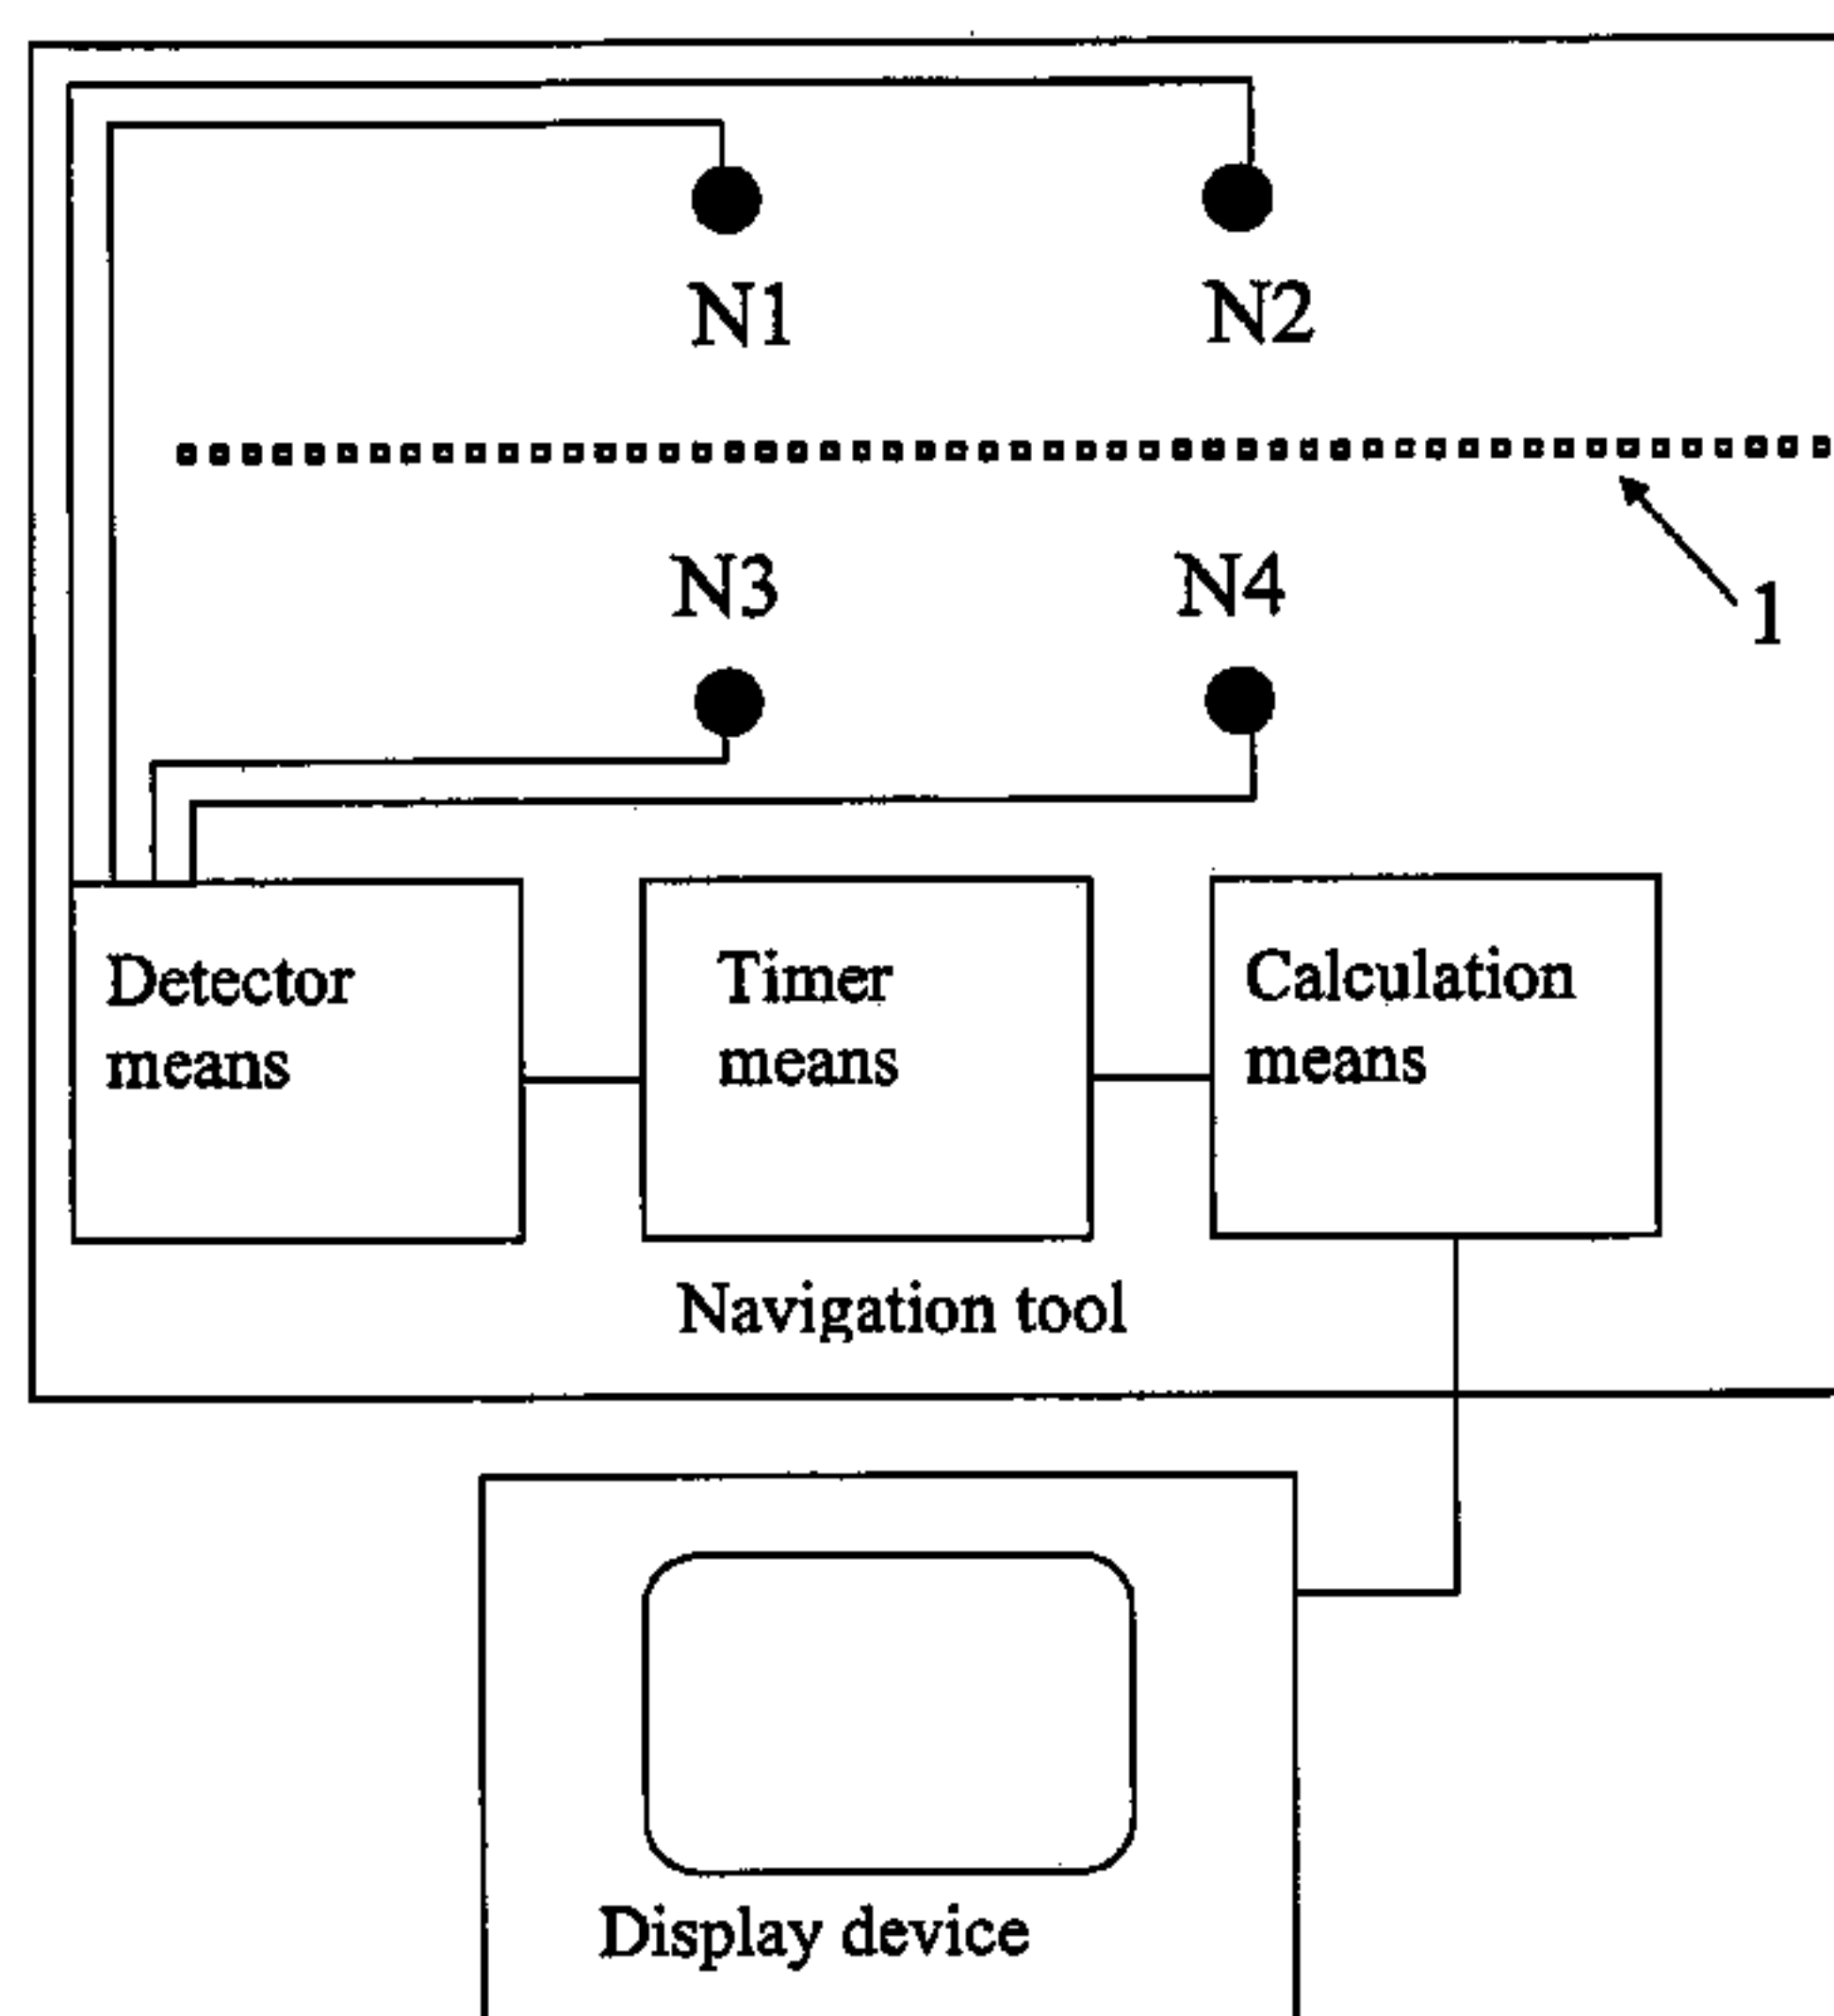 N1
N2
N3
N4
1
Detector
means
Timer
means
Calculation
means
Navigation tool
Display device